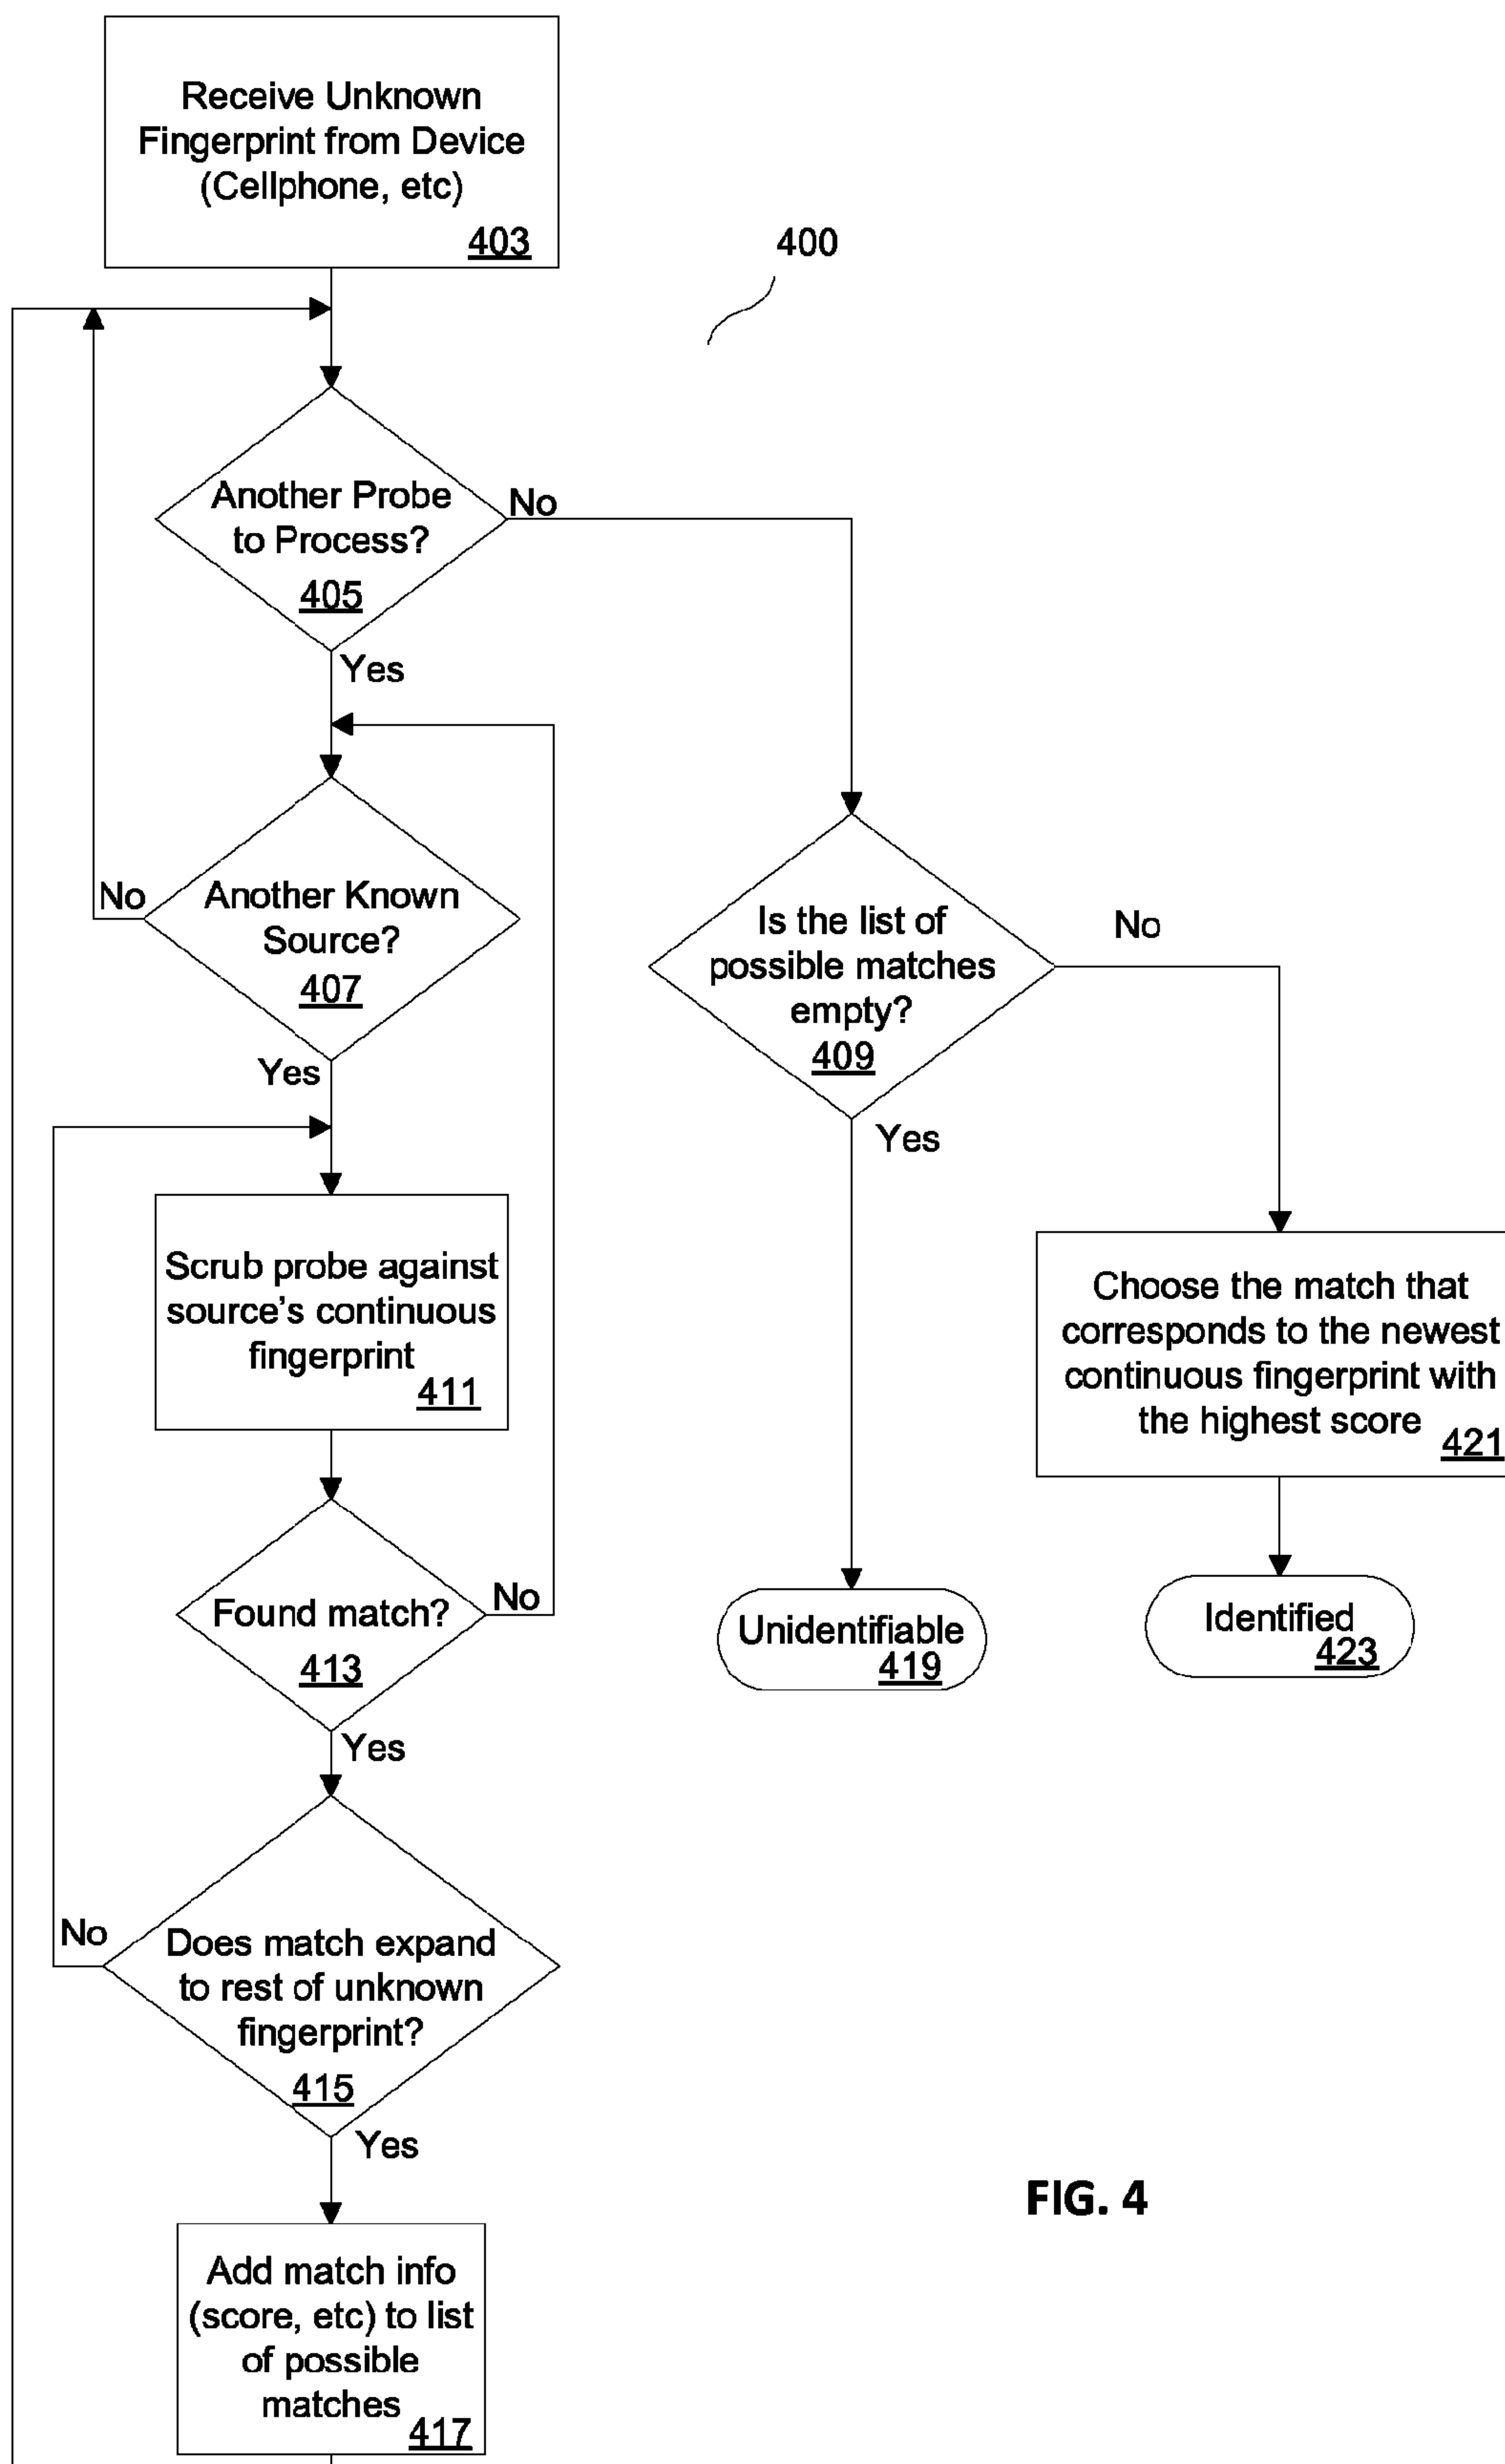 Receive Unknown
Fingerprint from Device
(Cellphone, etc)
403
400
Another Probe
to Process?
405
No
Yes
Another Known
Source?
407
No
Yes
Is the list of
possible matches
empty?
409
No
Yes
Scrub probe against
source's continuous
fingerprint
411
Choose the match that
corresponds to the newest
continuous fingerprint with
the highest score
421
Found match?
413
No
Yes
Unidentifiable
419
Identified
423
Does match expand
to rest of unknown
fingerprint?
415
No
Yes
Add match info
(score, etc) to list
of possible
matches
417
FIG. 4